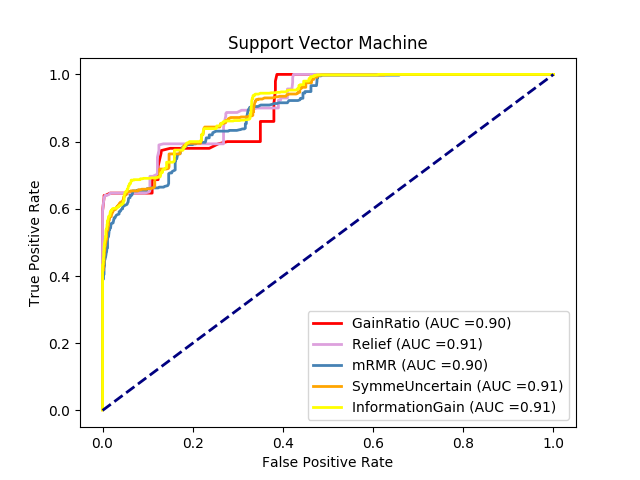 Support Vector Machine
1.0
0.8
0.6
0.4
0.2
0.0
True Positive Rate
GainRatio (AUC =0.90)
Relief (AUC =0.91)
mRMR (AUC =0.90)
SymmeUncertain (AUC =0.91)
InformationGain (AUC =0.91)
0.0 0.2 0.4 0.6 0.8 1.0
False Positive Rate